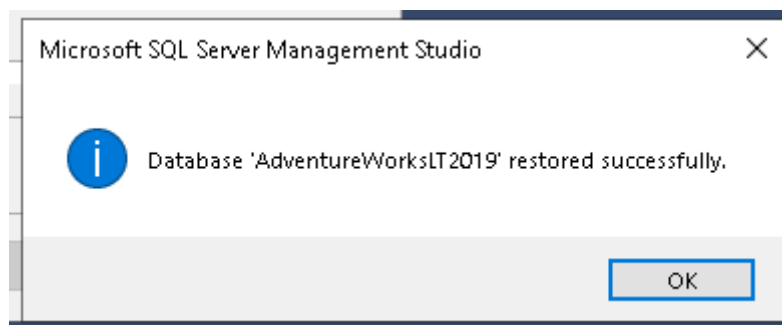 Microsoft SQL Server Management Studio
Database 'AdventureWorksLT2019' restored successfully.
OK